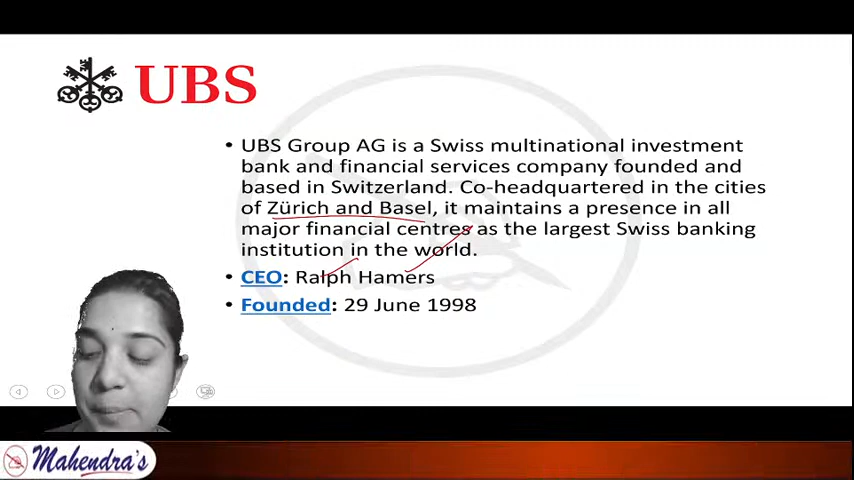 UBS
• UBS Group AG is a Swiss multinational investment
bank and financial services company founded and
based in Switzerland. Co-headquartered in the cities
of Zürich and Basel, it maintains a presence in all
major financial centres as the largest Swiss banking
institution in the world.
• CEO: Ralph Hamers
• Founded: 29 June 1998
Mahendra's